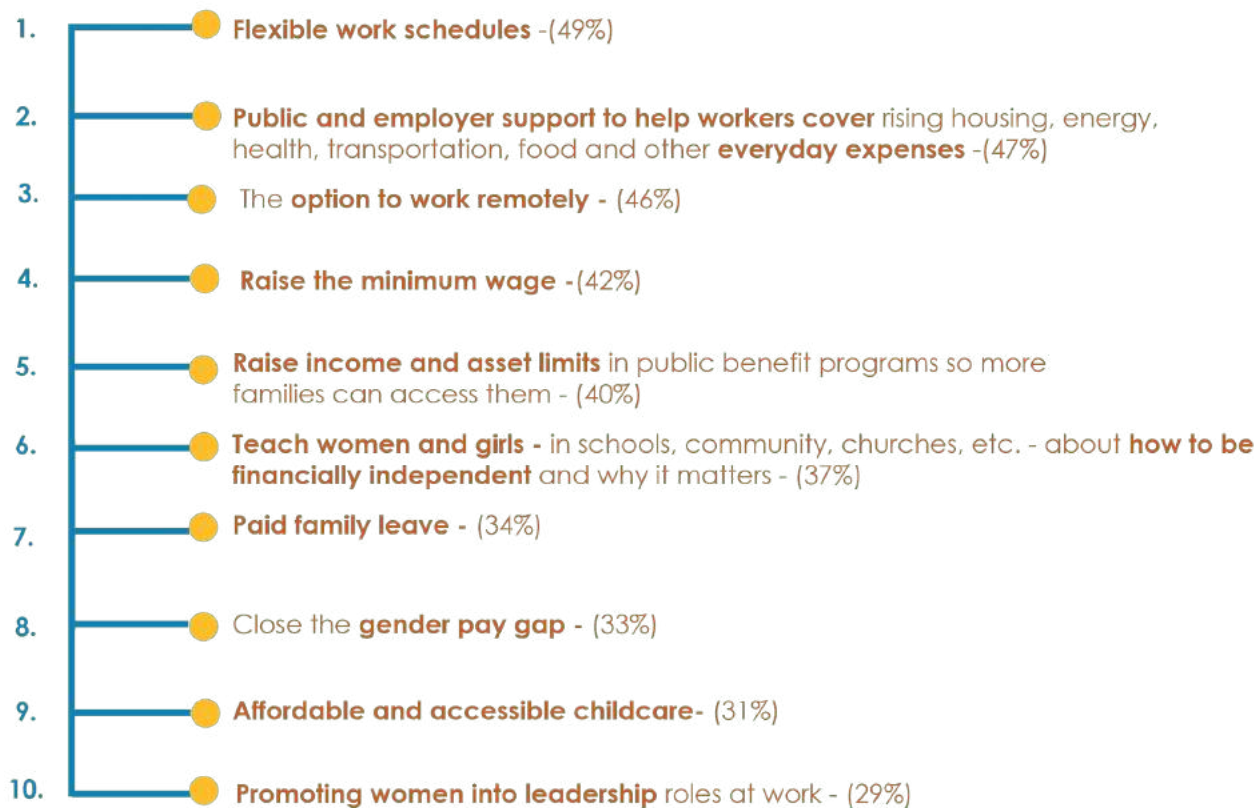 1. Flexible work schedules -(49%)
2. Public and employer support to help workers cover rising housing, energy,
health, transportation, food and other everyday expenses -(47%)
3. The option to work remotely - (46%)
4. Raise the minimum wage -(42%)
5. Raise income and asset limits in public benefit programs so more
families can access them - (40%)
6. Teach women and girls - in schools, community, churches, etc. - about how to be
financially independent and why it matters - (37%)
7. Paid family leave - (34%)
8. Close the gender pay gap - (33%)
9. Affordable and accessible childcare- (31%)
10. Promoting women into leadership roles at work - (29%)